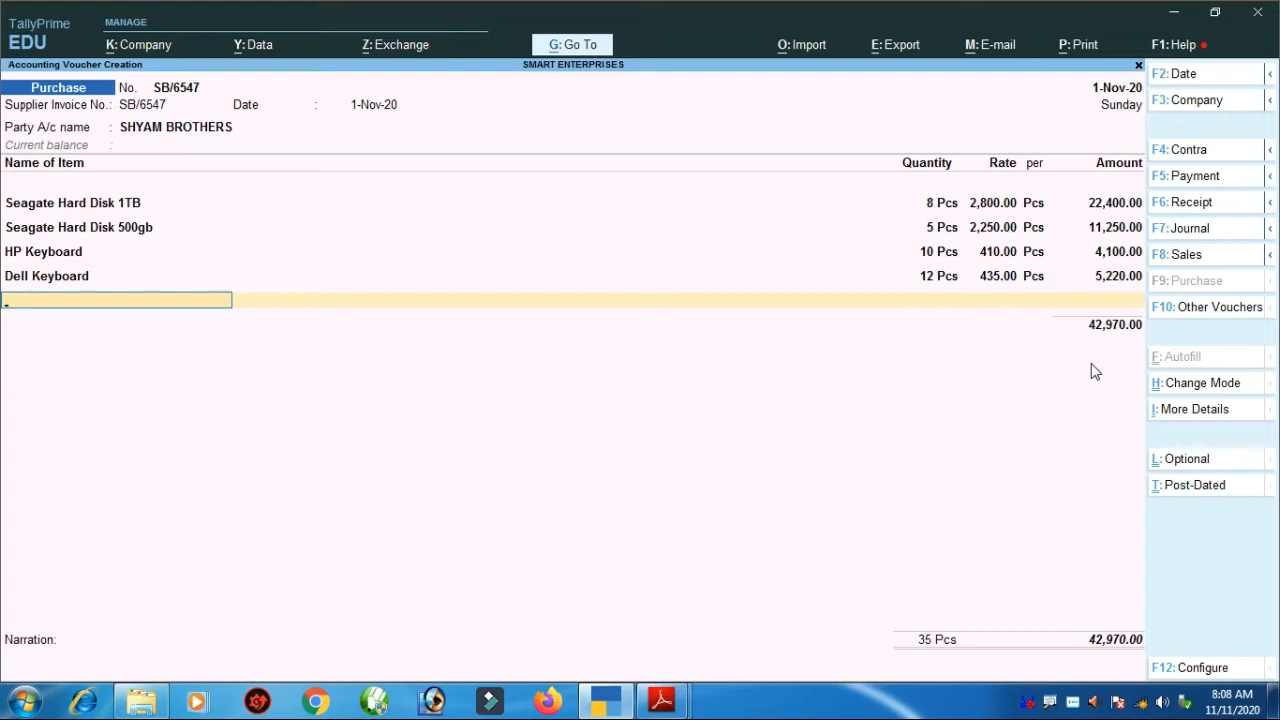 TallyPrime
EDU
MANAGE
K: Company
Y: Data
Z: Exchange
G: Go To
O: Import
E: Export
M: E-mail
P: Print
F1: Help
Accounting Voucher Creation
SMART ENTERPRISES
Purchase No. SB/6547
1-Nov-20
Supplier Invoice No.: SB/6547 Date : 1-Nov-20
Sunday
Party A/c name : SHYAM BROTHERS
Current balance :
Name of Item Quantity Rate per Amount
Seagate Hard Disk 1TB 8 Pcs 2,800.00 Pcs 22,400.00
Seagate Hard Disk 500gb 5 Pcs 2,250.00 Pcs 11,250.00
HP Keyboard 10 Pcs 410.00 Pcs 4,100.00
Dell Keyboard 12 Pcs 435.00 Pcs 5,220.00
42,970.00
Narration: 35 Pcs 42,970.00
F2: Date
F3: Company
F4: Contra
F5: Payment
F6: Receipt
F7: Journal
F8: Sales
F9: Purchase
F10: Other Vouchers
F: Autofill
H: Change Mode
I: More Details
L: Optional
T: Post-Dated
F12: Configure
8:08 AM
11/11/2020